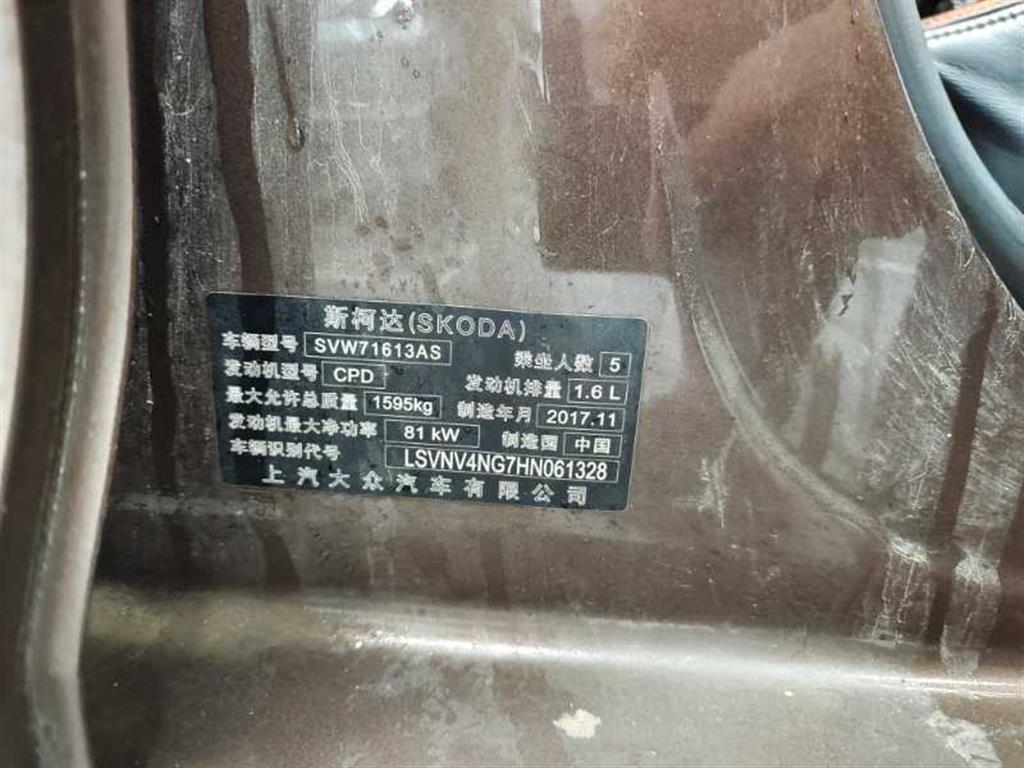 斯柯达(SKODA)
车辆型号 SVW71613AS 乘坐人数 5
发动机型号 CPD 发动机排量 1.6 L
最大允许总质量 1595kg 制造年月 2017.11
发动机最大净功率 81 kW 制造国 中国
车辆识别代号 LSVNV4NG7HN061328
上汽大众汽车有限公司